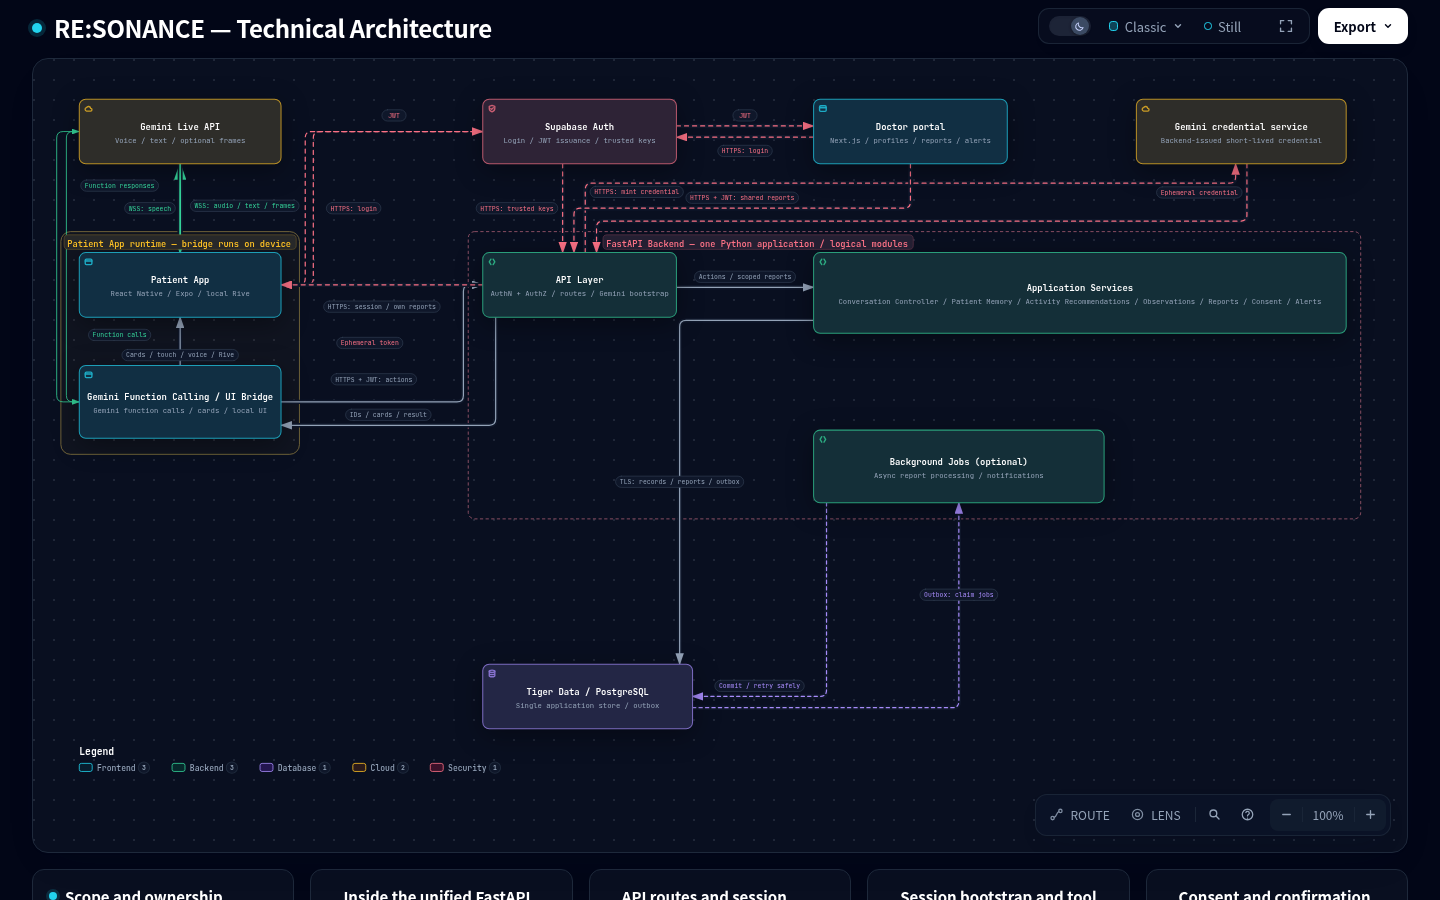 RE:SONANCE — Technical Architecture
Classic
Still
Export
Gemini Live API
Voice / text / optional frames
JWT
Supabase Auth
Login / JWT issuance / trusted keys
JWT
HTTPS: login
Doctor portal
Next.js / profiles / reports / alerts
Gemini credential service
Backend-issued short-lived credential
Function responses
WSS: speech
WSS: audio / text / frames
HTTPS: login
HTTPS: trusted keys
HTTPS: mint credential
HTTPS + JWT: shared reports
Ephemeral credential
Patient App runtime — bridge runs on device
FastAPI Backend — one Python application / logical modules
Patient App
React Native / Expo / local Rive
API Layer
AuthN + AuthZ / routes / Gemini bootstrap
Actions / scoped reports
Application Services
Conversation Controller / Patient Memory / Activity Recommendations / Observations / Reports / Consent / Alerts
HTTPS: session / own reports
Function calls
Ephemeral token
Cards / touch / voice / Rive
HTTPS + JWT: actions
Gemini Function Calling / UI Bridge
Gemini function calls / cards / local UI
IDs / cards / result
Background Jobs (optional)
Async report processing / notifications
TLS: records / reports / outbox
Outbox: claim jobs
Tiger Data / PostgreSQL
Single application store / outbox
Commit / retry safely
Legend
Frontend 3
Backend 3
Database 1
Cloud 2
Security 1
ROUTE
LENS
100%
Scope and ownership
Inside the unified FastAPI
API routes and session
Session bootstrap and tool
Consent and confirmation